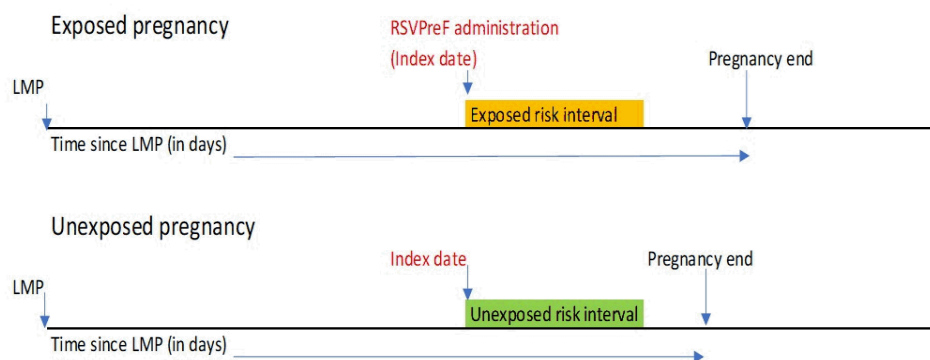 Exposed pregnancy
RSVPreF administration
(Index date)
Pregnancy end
LMP
Exposed risk interval
Time since LMP (in days)
Unexposed pregnancy
Index date
Pregnancy end
LMP
Unexposed risk interval
Time since LMP (in days)